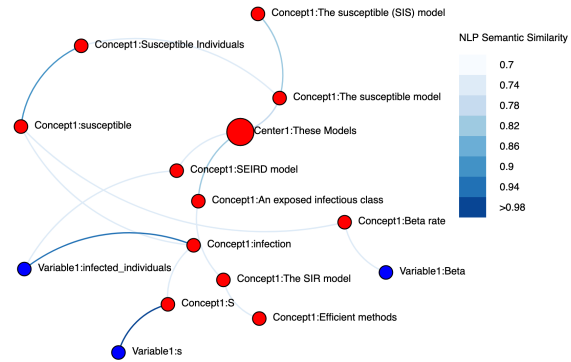 Concept1:The susceptible (SIS) model
NLP Semantic Similarity
Concept1:Susceptible Individuals
0.7
0.74
Concept1:The susceptible model
0.78
Concept1:susceptible
0.82
Center1:These Models
0.86
Concept1:SEIRD model
0.9
0.94
Concept1:An exposed infectious class
>0.98
Concept1:Beta rate
Concept1:infection
Variable1:infected_individuals
Variable1:Beta
Concept1:The SIR model
Concept1:S
Concept1:Efficient methods
Variable1:s